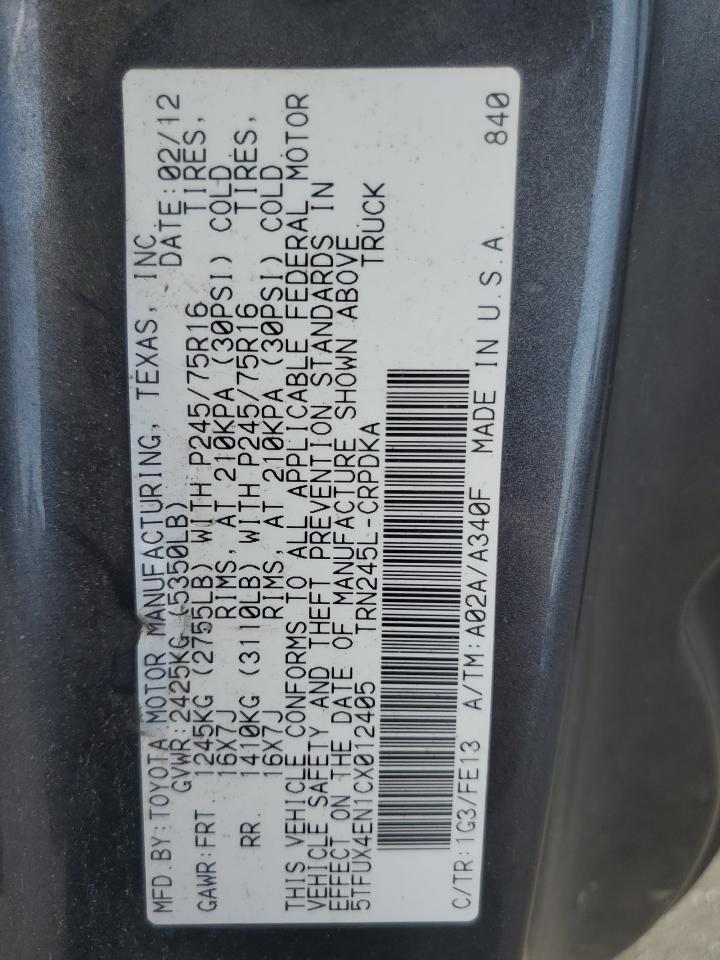 MFD.BY:TOYOTA MOTOR MANUFACTURING, TEXAS, INC.
GVWR:2425KG (5350LB) DATE:02/12
GAWR:FRT. 1245KG (2755LB) WITH P245/75R16 TIRES,
16X7J RIMS, AT 210KPA (30PSI) COLD
RR. 1410KG (3110LB) WITH P245/75R16 TIRES,
16X7J RIMS, AT 210KPA (30PSI) COLD
THIS VEHICLE CONFORMS TO ALL APPLICABLE FEDERAL MOTOR
VEHICLE SAFETY AND THEFT PREVENTION STANDARDS IN
EFFECT ON THE DATE OF MANUFACTURE SHOWN ABOVE
5TFUX4EN1CX012405 TRN245L-CRPDKA TRUCK
C/TR:1G3/FE13 A/TM:A02A/A340F MADE IN U.S.A. 840